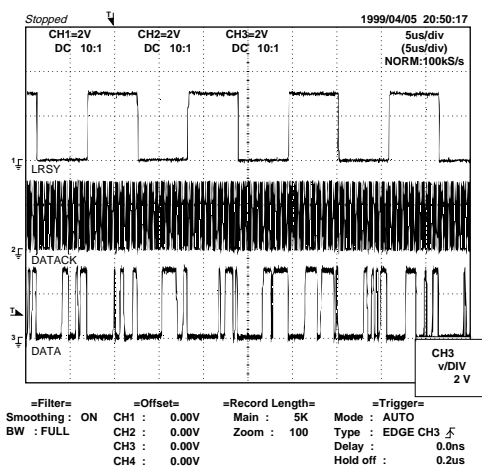 Stopped
T
1999/04/05 20:50:17
CH1=2V CH2=2V CH3=2V 5us/div
DC 10:1 DC 10:1 DC 10:1 (5us/div)
NORM:100kS/s
1
LRSY
2
DATACK
T
3
DATA
CH3
v/DIV
2 V
=Filter= =Offset= =Record Length= =Trigger=
Smoothing : ON CH1 : 0.00V Main : 5K Mode : AUTO
BW : FULL CH2 : 0.00V Zoom : 100 Type : EDGE CH3
CH3 : 0.00V Delay : 0.0ns
CH4 : 0.00V Hold off : 0.2us